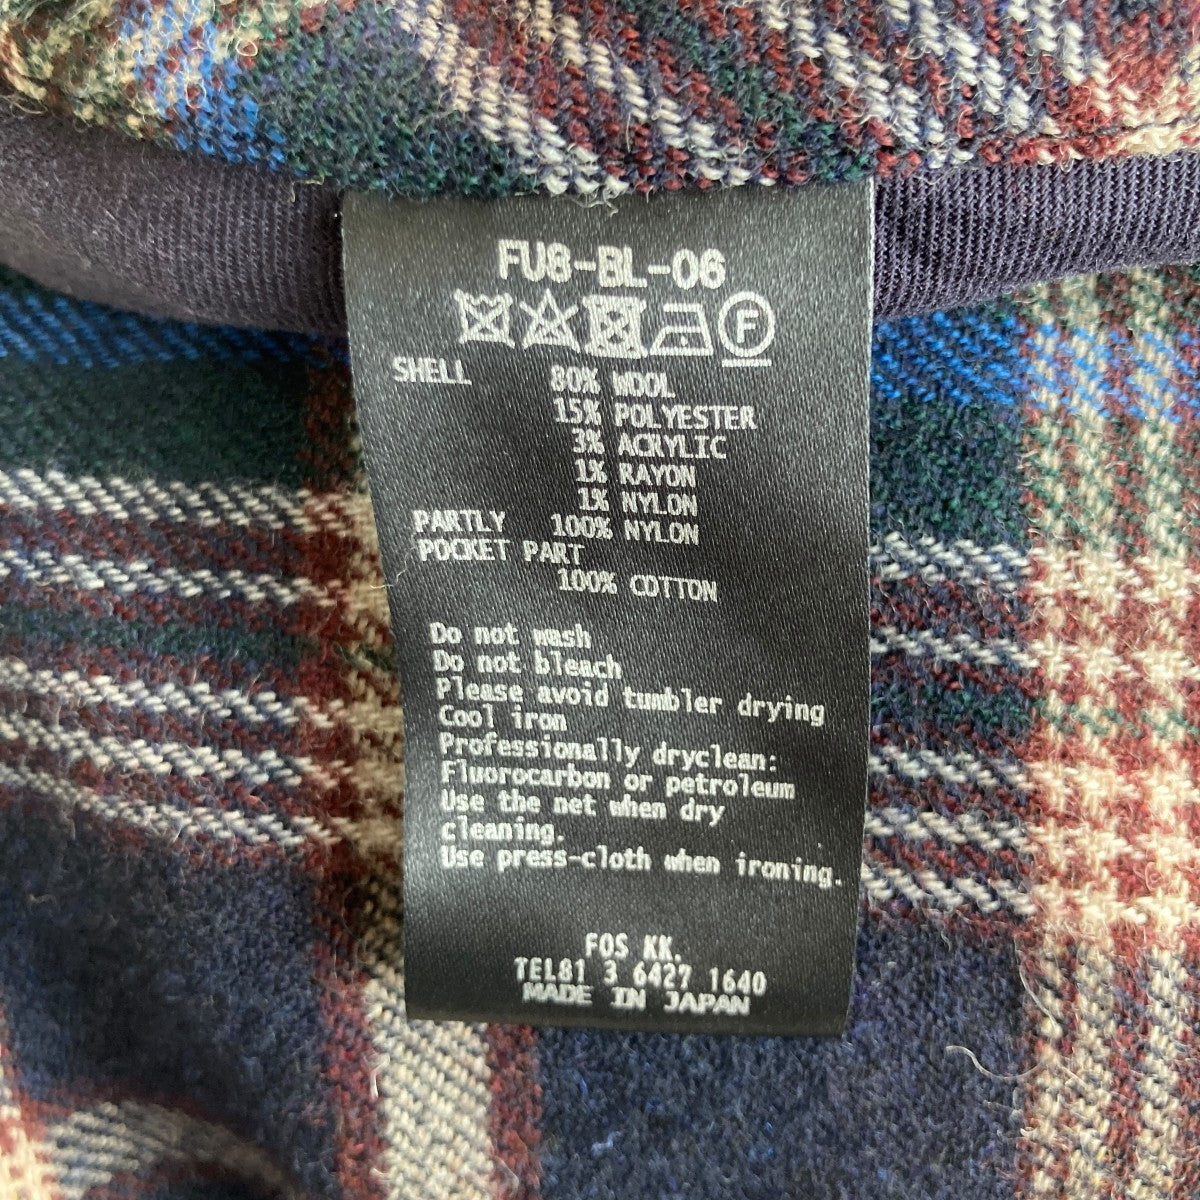 FU8-BL-06
F
SHELL 80% WOOL
15% POLYESTER
3% ACRYLIC
1% RAYON
1% NYLON
PARTLY 100% NYLON
POCKET PART
100% COTTON
Do not wash
Do not bleach
Please avoid tumbler drying
Cool iron
Professionally dryclean:
Fluorocarbon or petroleum
Use the net when dry
cleaning.
Use press-cloth when ironing.
FOS KK.
TEL81 3 6427 1640
MADE IN JAPAN